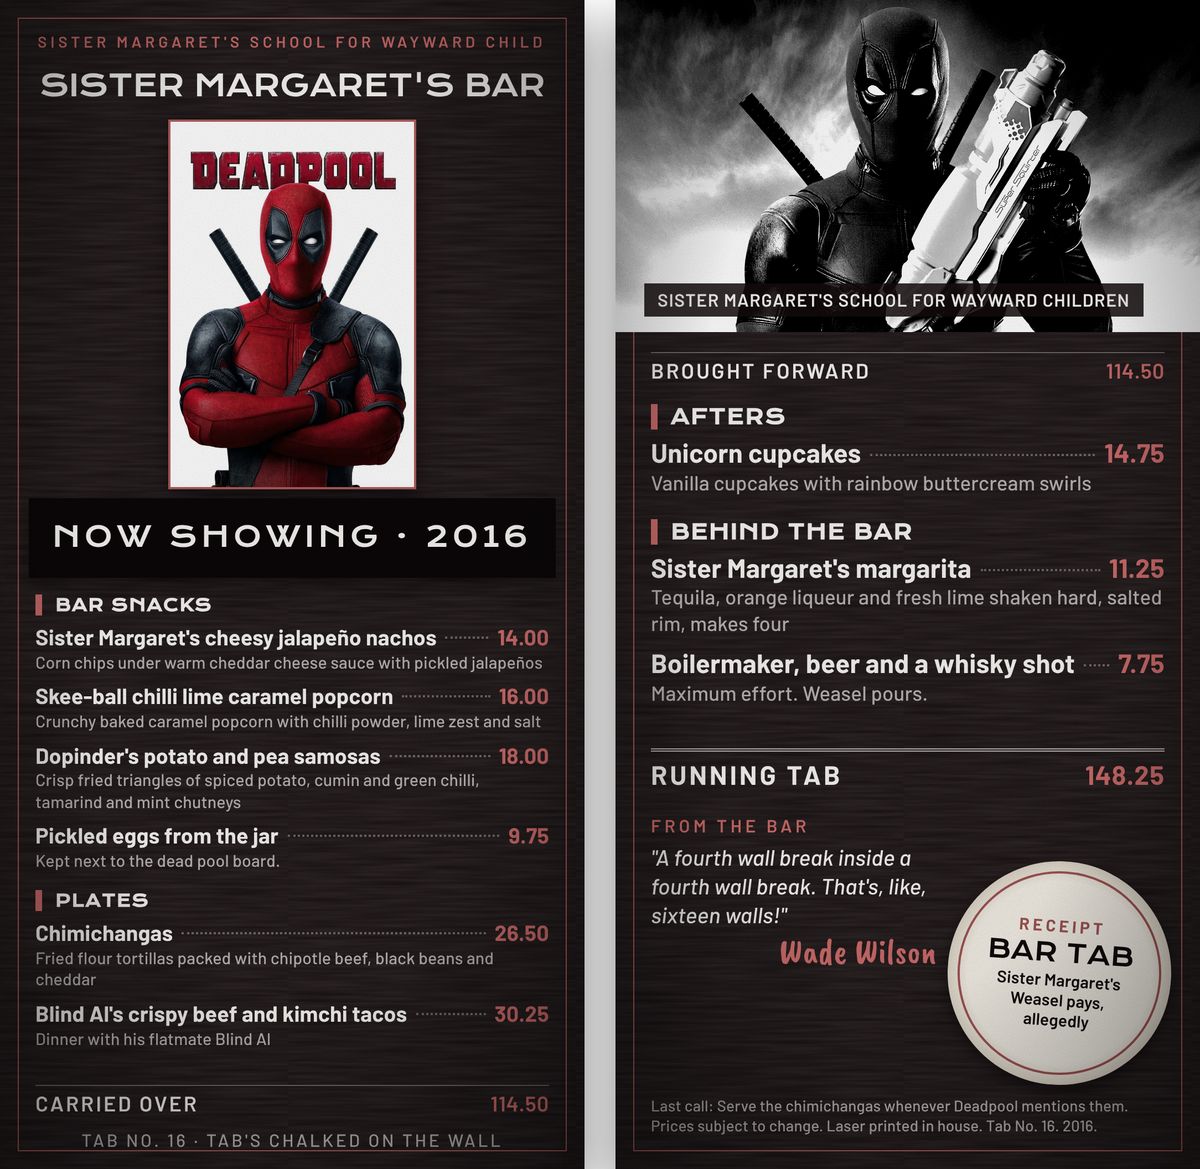 SISTER MARGARET'S SCHOOL FOR WAYWARD CHILD
SISTER MARGARET'S BAR
DEADPOOL
NOW SHOWING · 2016
BAR SNACKS
Sister Margaret's cheesy jalapeño nachos 14.00
Corn chips under warm cheddar cheese sauce with pickled jalapeños
Skee-ball chilli lime caramel popcorn 16.00
Crunchy baked caramel popcorn with chilli powder, lime zest and salt
Dopinder's potato and pea samosas 18.00
Crisp fried triangles of spiced potato, cumin and green chilli,
tamarind and mint chutneys
Pickled eggs from the jar 9.75
Kept next to the dead pool board.
PLATES
Chimichangas 26.50
Fried flour tortillas packed with chipotle beef, black beans and
cheddar
Blind Al's crispy beef and kimchi tacos 30.25
Dinner with his flatmate Blind Al
CARRIED OVER 114.50
TAB NO. 16 · TAB'S CHALKED ON THE WALL
Super Squirter
SISTER MARGARET'S SCHOOL FOR WAYWARD CHILDREN
BROUGHT FORWARD 114.50
AFTERS
Unicorn cupcakes 14.75
Vanilla cupcakes with rainbow buttercream swirls
BEHIND THE BAR
Sister Margaret's margarita 11.25
Tequila, orange liqueur and fresh lime shaken hard, salted
rim, makes four
Boilermaker, beer and a whisky shot 7.75
Maximum effort. Weasel pours.
RUNNING TAB 148.25
FROM THE BAR
"A fourth wall break inside a
fourth wall break. That's, like,
sixteen walls!"
Wade Wilson
RECEIPT
BAR TAB
Sister Margaret's
Weasel pays,
allegedly
Last call: Serve the chimichangas whenever Deadpool mentions them.
Prices subject to change. Laser printed in house. Tab No. 16. 2016.